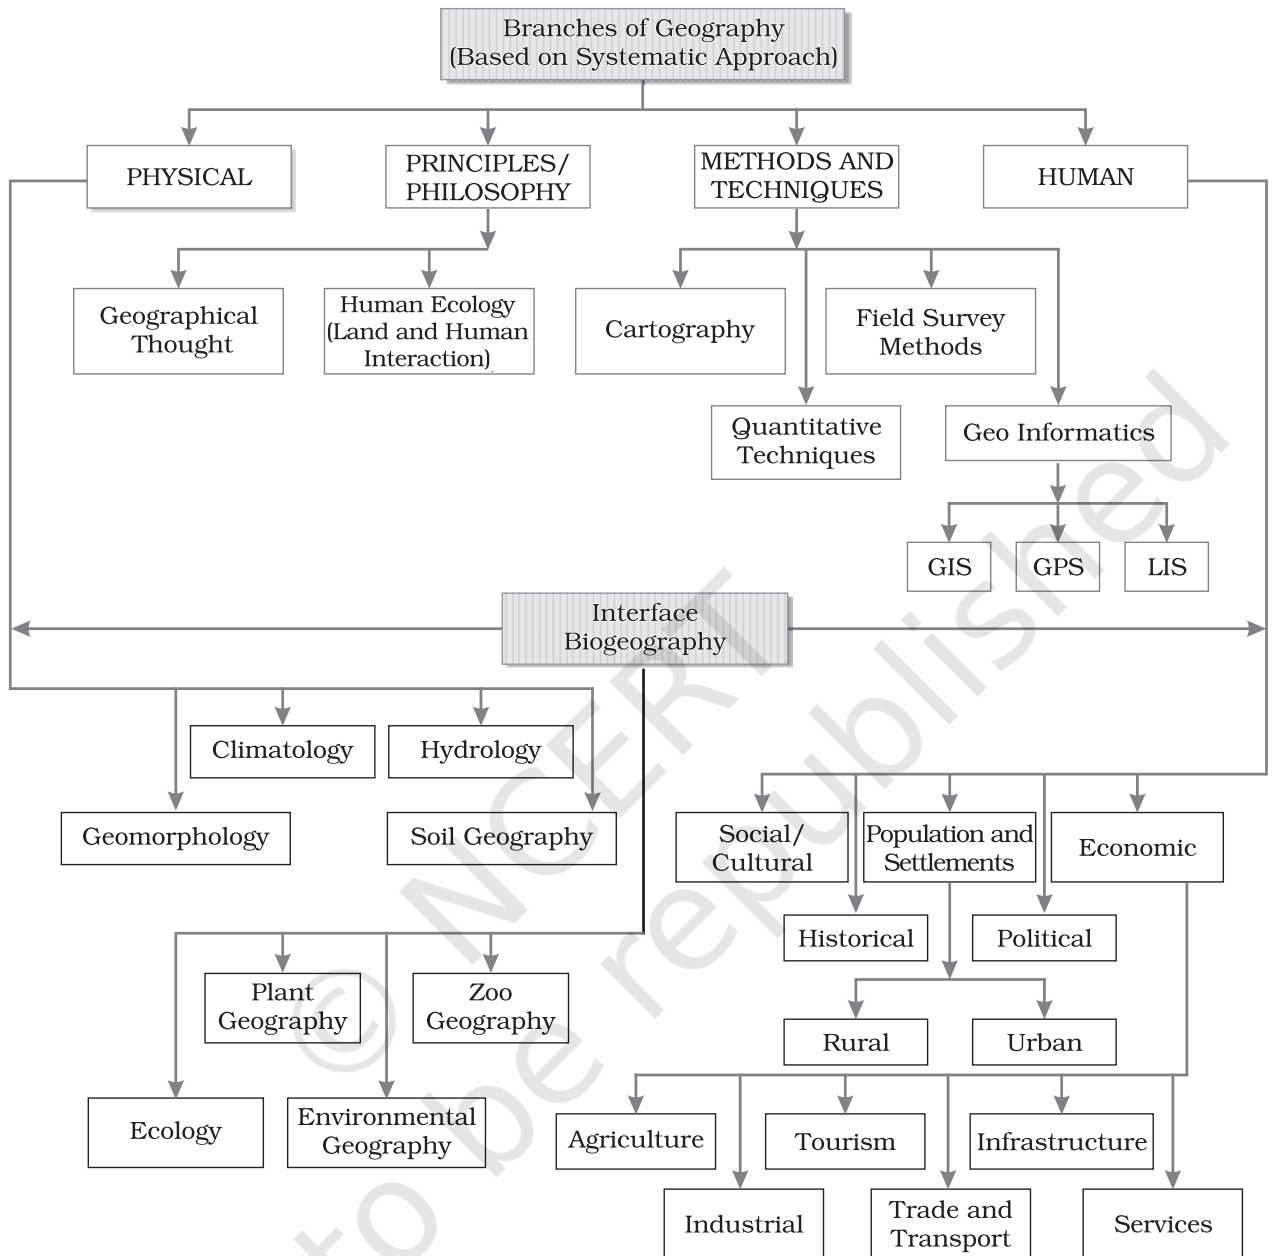 Branches of Geography
(Based on Systematic Approach)
PHYSICAL
PRINCIPLES/
PHILOSOPHY
METHODS AND
TECHNIQUES
HUMAN
Geographical
Thought
Human Ecology
(Land and Human
Interaction)
Cartography
Field Survey
Methods
Quantitative
Techniques
Geo Informatics
GIS
GPS
LIS
Interface
Biogeography
Climatology
Hydrology
Geomorphology
Soil Geography
Social/
Cultural
Population and
Settlements
Economic
Historical
Political
Plant
Geography
Zoo
Geography
Rural
Urban
Ecology
Environmental
Geography
Agriculture
Tourism
Infrastructure
Industrial
Trade and
Transport
Services
© NCERT
to be republished